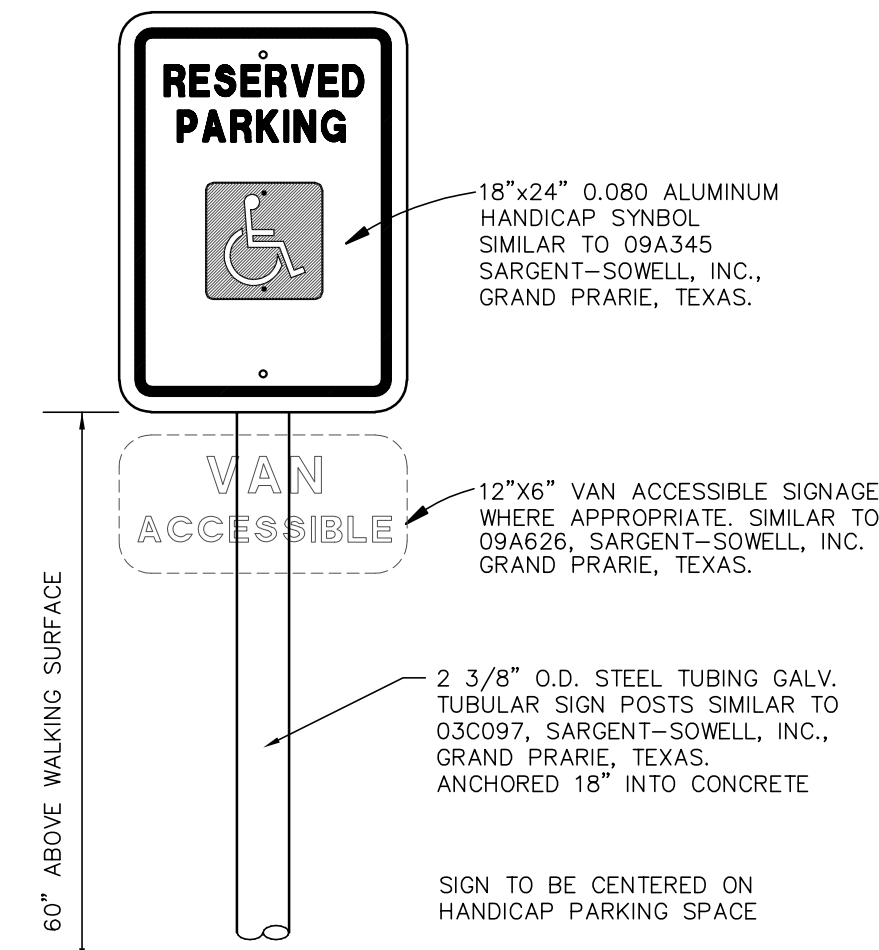 RESERVED
PARKING
18”x24” 0.080 ALUMINUM
HANDICAP SYNBOL
SIMILAR TO 09A345
SARGENT–SOWELL, INC.,
GRAND PRARIE, TEXAS.
VAN
ACCESSIBLE
12”X6” VAN ACCESSIBLE SIGNAGE
WHERE APPROPRIATE. SIMILAR TO
09A626, SARGENT–SOWELL, INC.
GRAND PRARIE, TEXAS.
60” ABOVE WALKING SURFACE
2 3/8” O.D. STEEL TUBING GALV.
TUBULAR SIGN POSTS SIMILAR TO
03C097, SARGENT–SOWELL, INC.,
GRAND PRARIE, TEXAS.
ANCHORED 18” INTO CONCRETE
SIGN TO BE CENTERED ON
HANDICAP PARKING SPACE